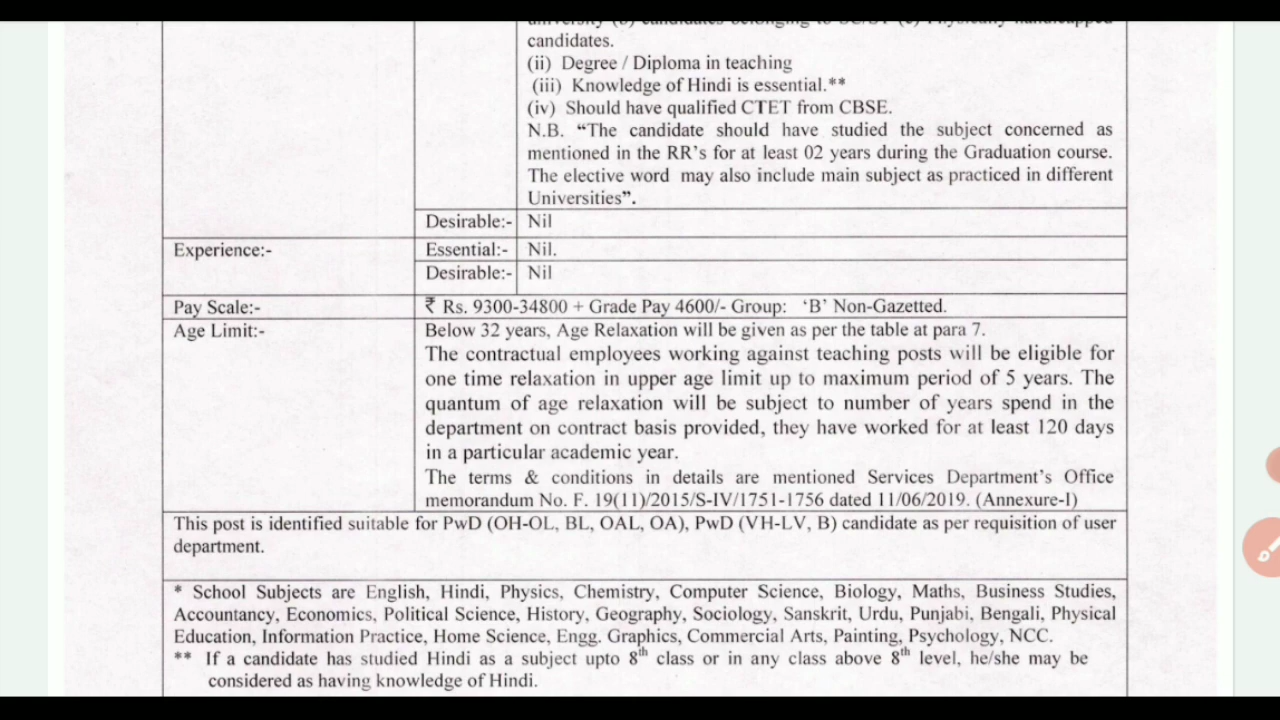 candidates.
(ii) Degree / Diploma in teaching
(iii) Knowledge of Hindi is essential.**
(iv) Should have qualified CTET from CBSE.
N.B. “The candidate should have studied the subject concerned as
mentioned in the RR’s for at least 02 years during the Graduation course.
The elective word may also include main subject as practiced in different
Universities”.
Desirable:- Nil
Experience:- Essential:- Nil.
Desirable:- Nil
Pay Scale:- ₹ Rs. 9300-34800 + Grade Pay 4600/- Group: ‘B’ Non-Gazetted.
Age Limit:- Below 32 years, Age Relaxation will be given as per the table at para 7.
The contractual employees working against teaching posts will be eligible for
one time relaxation in upper age limit up to maximum period of 5 years. The
quantum of age relaxation will be subject to number of years spend in the
department on contract basis provided, they have worked for at least 120 days
in a particular academic year.
The terms & conditions in details are mentioned Services Department’s Office
memorandum No. F. 19(11)/2015/S-IV/1751-1756 dated 11/06/2019. (Annexure-I)
This post is identified suitable for PwD (OH-OL, BL, OAL, OA), PwD (VH-LV, B) candidate as per requisition of user
department.
* School Subjects are English, Hindi, Physics, Chemistry, Computer Science, Biology, Maths, Business Studies,
Accountancy, Economics, Political Science, History, Geography, Sociology, Sanskrit, Urdu, Punjabi, Bengali, Physical
Education, Information Practice, Home Science, Engg. Graphics, Commercial Arts, Painting, Psychology, NCC.
** If a candidate has studied Hindi as a subject upto 8th class or in any class above 8th level, he/she may be
considered as having knowledge of Hindi.